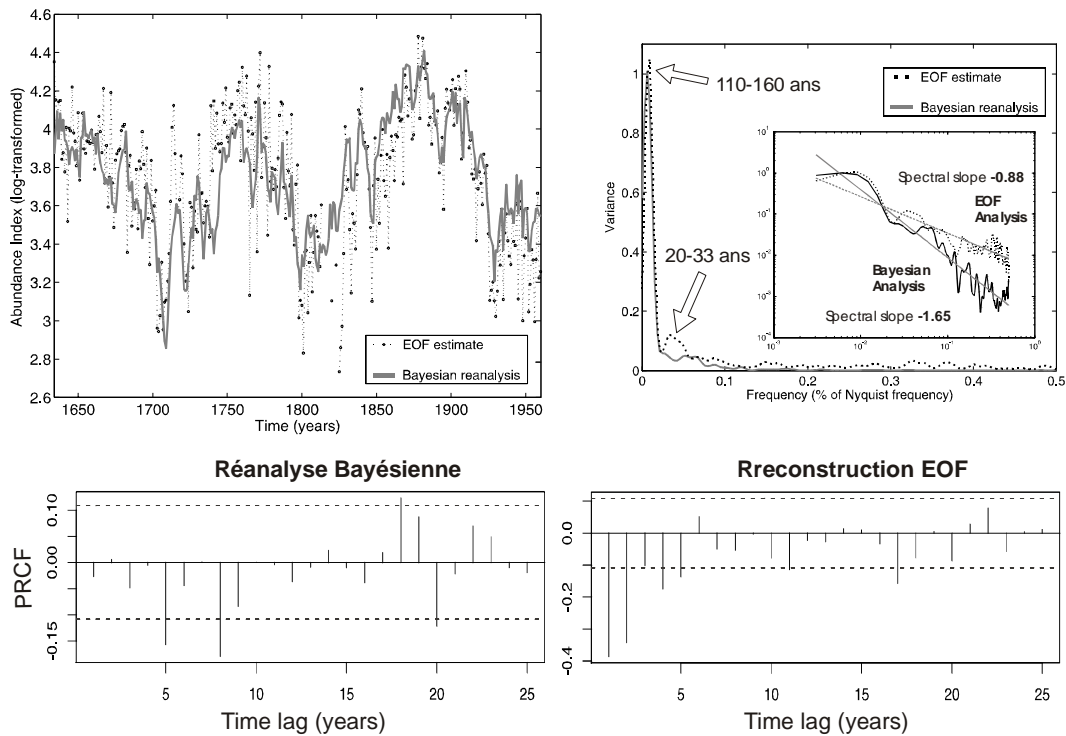 4.6
4.4
4.2
4
3.8
3.6
3.4
3.2
3
2.8
2.6
Abundance Index (log-transformed)
EOF estimate
Bayesian reanalysis
1650 1700 1750 1800 1850 1900 1950
Time (years)
1
0.8
0.6
0.4
0.2
0
Variance
110-160 ans
20-33 ans
EOF estimate
Bayesian reanalysis
Spectral slope -0.88
EOF
Analysis
Bayesian
Analysis
Spectral slope -1.65
0 0.1 0.2 0.3 0.4 0.5
Frequency (% of Nyquist frequency)
Réanalyse Bayésienne
0.10
0.00
-0.15
PRCF
5 10 15 20 25
Time lag (years)
Rreconstruction EOF
0.0
-0.2
-0.4
5 10 15 20 25
Time lag (years)